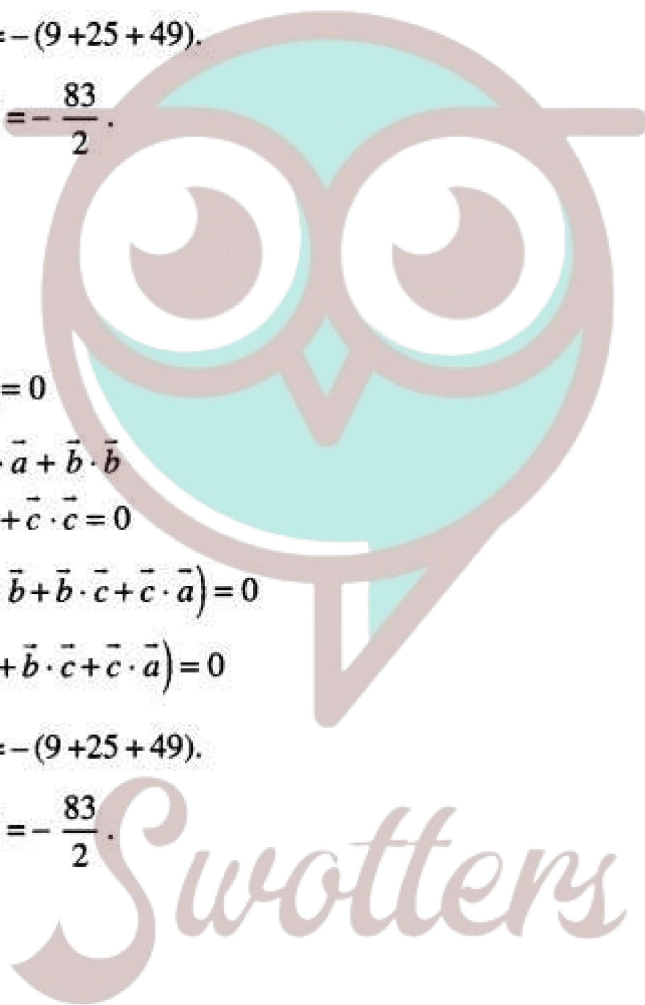 =–(9 +25 + 49).
=– 83/2 .
= 0
· a⃗ + b⃗ · b⃗
+ c⃗ · c⃗ = 0
b⃗ + b⃗ · c⃗ + c⃗ · a⃗) = 0
+ b⃗ · c⃗ + c⃗ · a⃗) = 0
=–(9 +25 + 49).
=– 83/2 .
Swotters